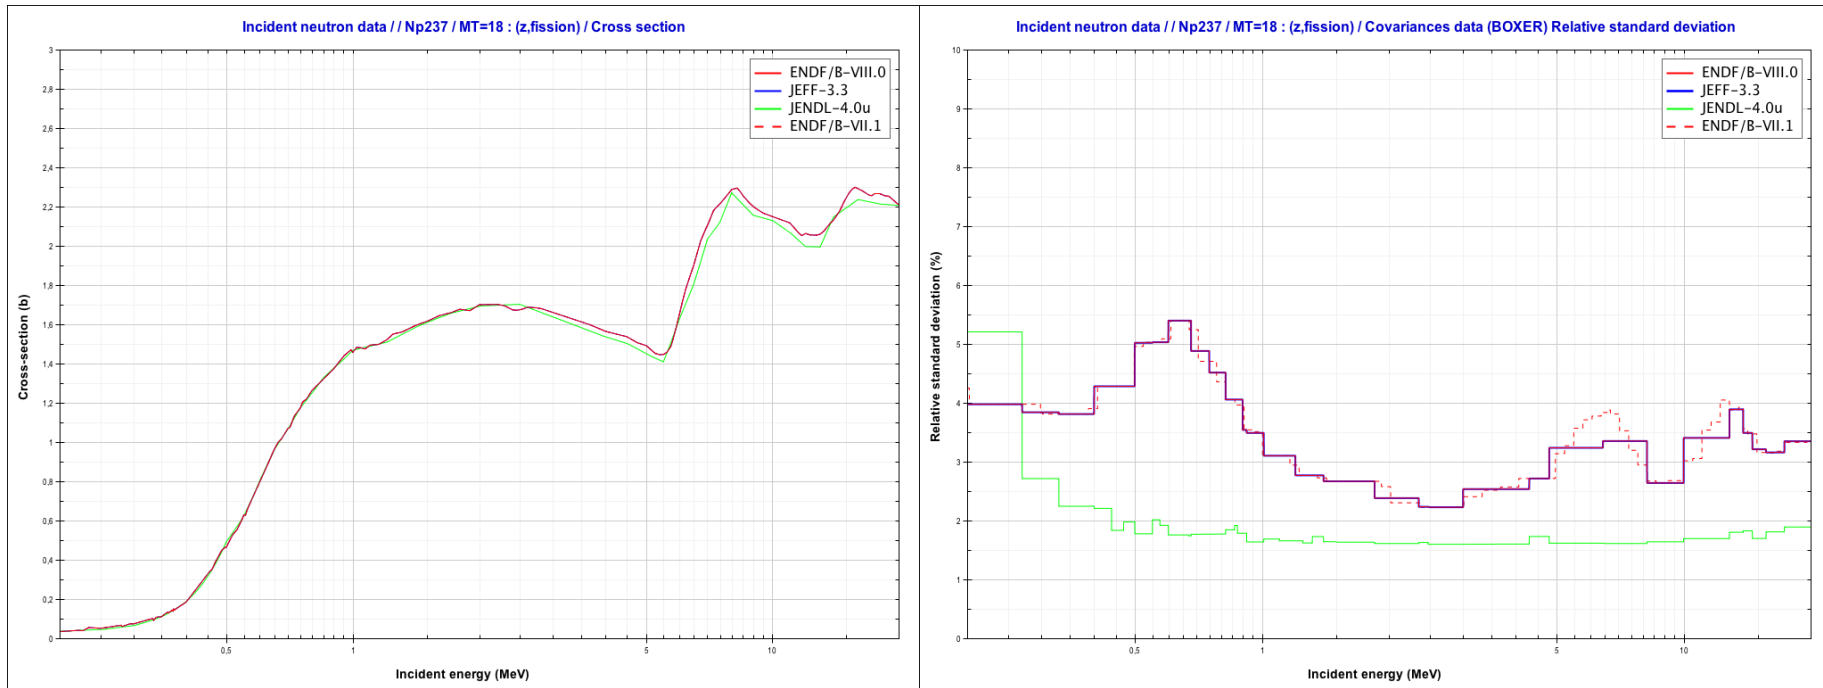 Incident neutron data / / Np237 / MT=18 : (z,fission) / Cross section
3
2,8
2,6
2,4
2,2
2
1,8
1,6
1,4
1,2
1
0,8
0,6
0,4
0,2
0
Cross-section (b)
0,5
1
5
10
Incident energy (MeV)
ENDF/B-VIII.0
JEFF-3.3
JENDL-4.0u
ENDF/B-VII.1
Incident neutron data / / Np237 / MT=18 : (z,fission) / Covariances data (BOXER) Relative standard deviation
10
9
8
7
6
5
4
3
2
1
0
Relative standard deviation (%)
0,5
1
5
10
Incident energy (MeV)
ENDF/B-VIII.0
JEFF-3.3
JENDL-4.0u
ENDF/B-VII.1